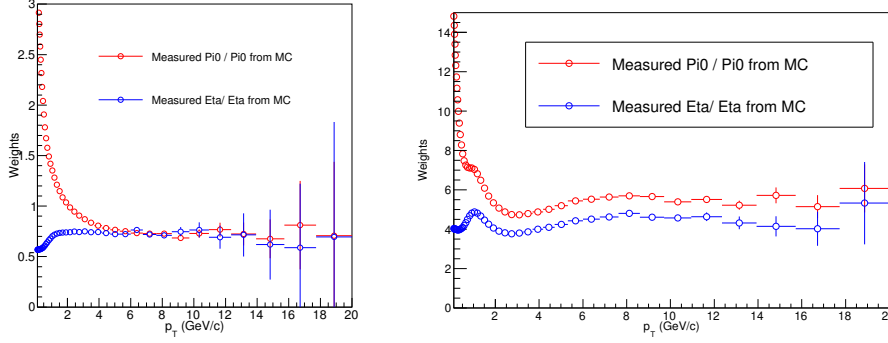 3
2.5
2
1.5
1
0.5
0
Weights
Measured Pi0 / Pi0 from MC
Measured Eta/ Eta from MC
2 4 6 8 10 12 14 16 18 20
p_T (GeV/c)
14
12
10
8
6
4
2
0
Weights
Measured Pi0 / Pi0 from MC
Measured Eta/ Eta from MC
0 2 4 6 8 10 12 14 16 18 20
p_T (GeV/c)